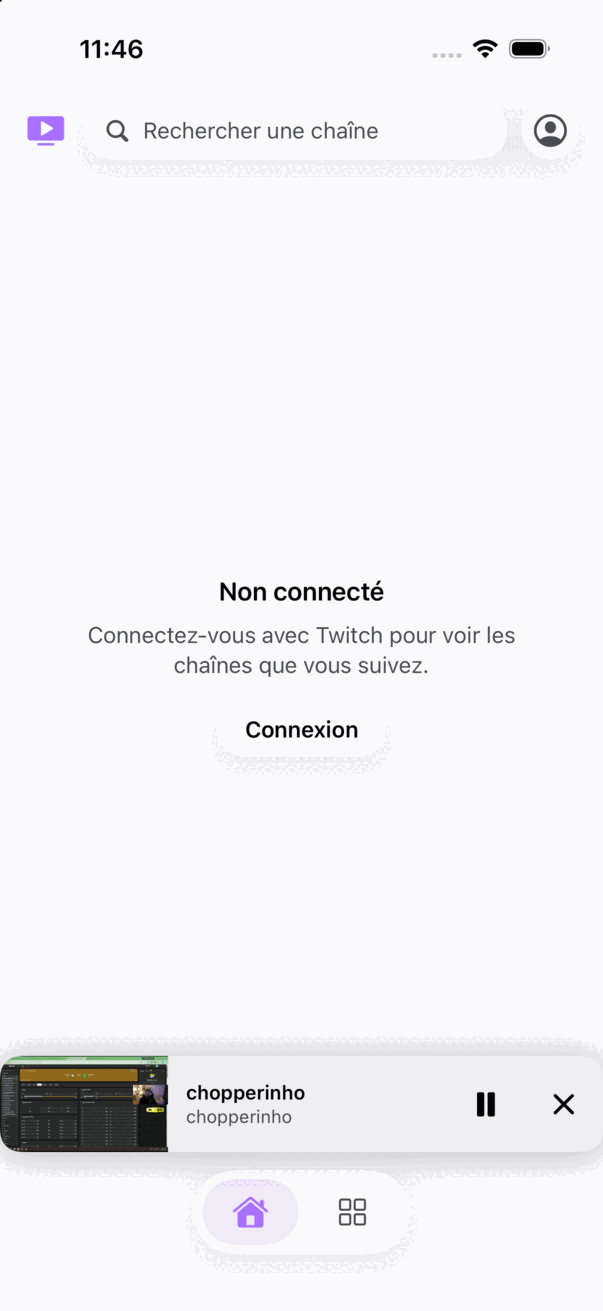 11:46
Rechercher une chaîne
Non connecté
Connectez-vous avec Twitch pour voir les
chaînes que vous suivez.
Connexion
chopperinho
chopperinho